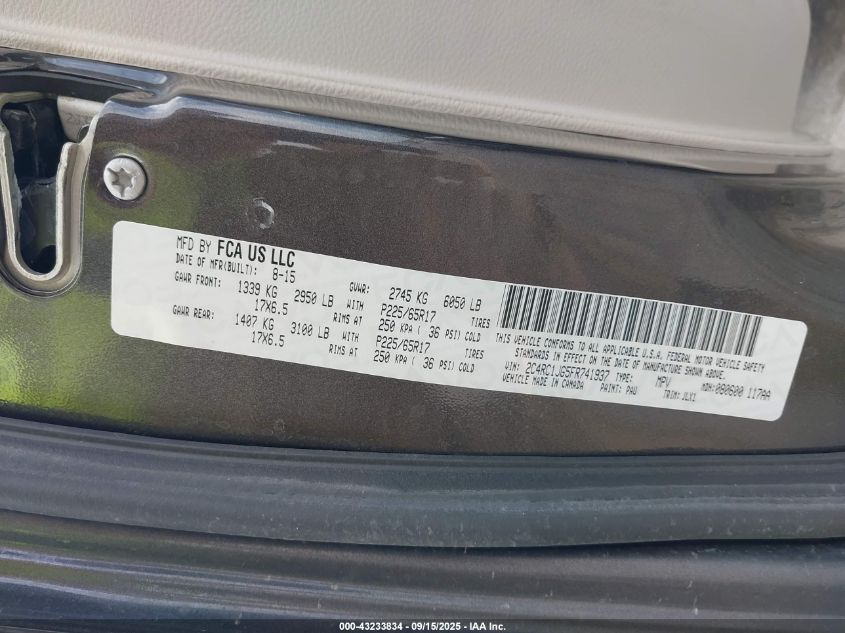 MFD BY FCA US LLC
DATE OF MFR(BUILT): 8-15 GVWR: 2745 KG 6050 LB
GAWR FRONT: 1339 KG 2950 LB WITH P225/65R17 TIRES
17X6.5 RIMS AT 250 KPA ( 36 PSI) COLD
GAWR REAR: 1407 KG 3100 LB WITH P225/65R17 TIRES
17X6.5 RIMS AT 250 KPA ( 36 PSI) COLD
THIS VEHICLE CONFORMS TO ALL APPLICABLE U.S.A. FEDERAL MOTOR VEHICLE SAFETY
STANDARDS IN EFFECT ON THE DATE OF MANUFACTURE SHOWN ABOVE.
VIN: 2C4RC1JG5FR741937 TYPE: MPV MDH: 080600 117AA
VEHICLE MADE IN CANADA PAINT: PAU TRIM: JLX1
000-43233834 - 09/15/2025 - IAA Inc.